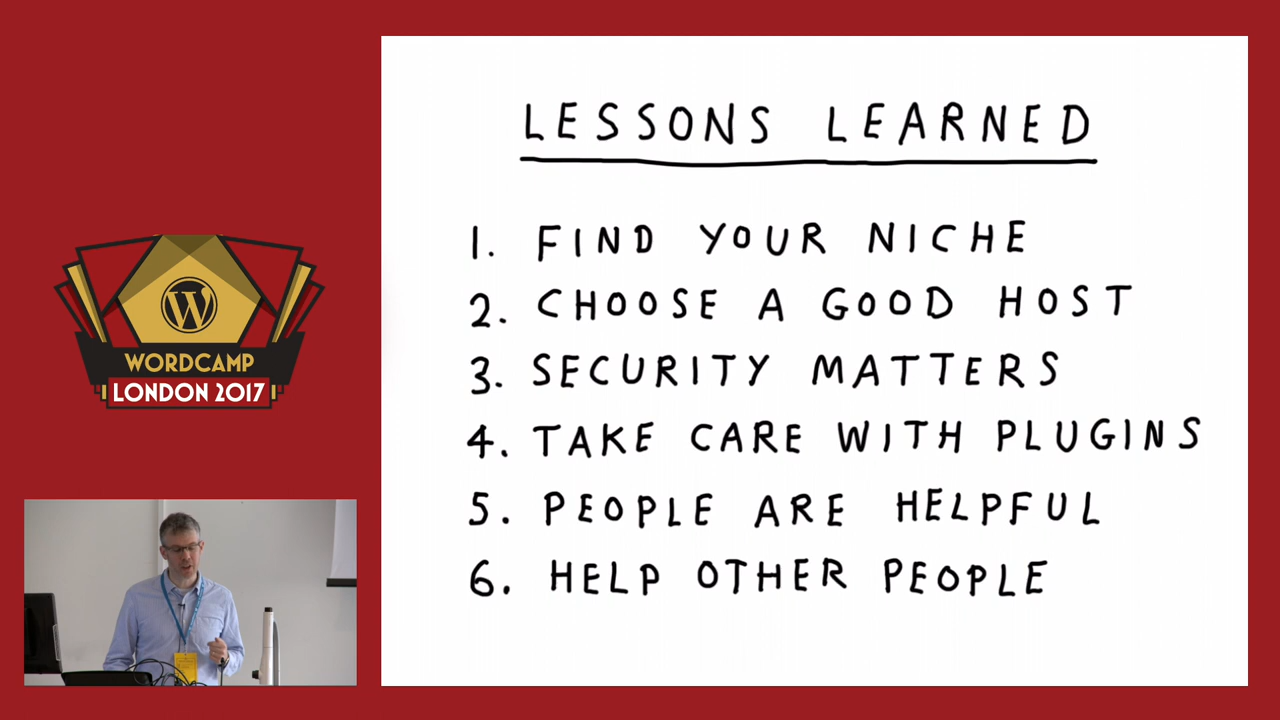 WORDCAMP
LONDON 2017
LESSONS LEARNED
1. FIND YOUR NICHE
2. CHOOSE A GOOD HOST
3. SECURITY MATTERS
4. TAKE CARE WITH PLUGINS
5. PEOPLE ARE HELPFUL
6. HELP OTHER PEOPLE